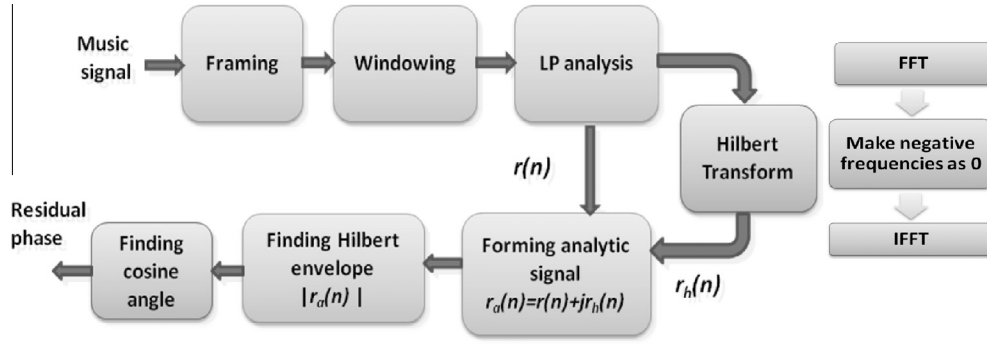 Music
signal
Framing
Windowing
LP analysis
FFT
Hilbert
Transform
Make negative
frequencies as 0
r(n)
IFFT
Residual
phase
Finding
cosine
angle
Finding Hilbert
envelope
|rₐ(n) |
Forming analytic
signal
rₐ(n)=r(n)+jrₕ(n)
rₕ(n)